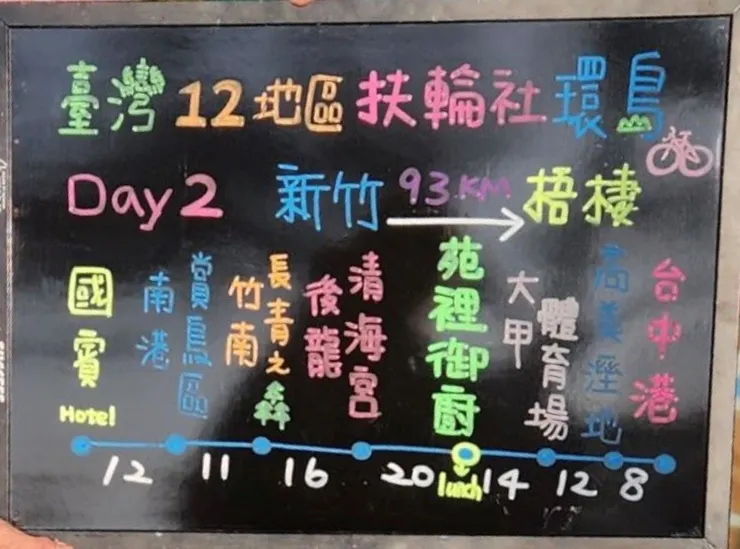 臺灣12地區扶輪社環島
Day2 新竹 93KM 梧棲
國賓 Hotel
南港賞鳥區
竹南長青之森
後龍清海宮
苑裡御廚
大甲體育場
高美溼地
台中港
12 11 16 20 lunch 14 12 8